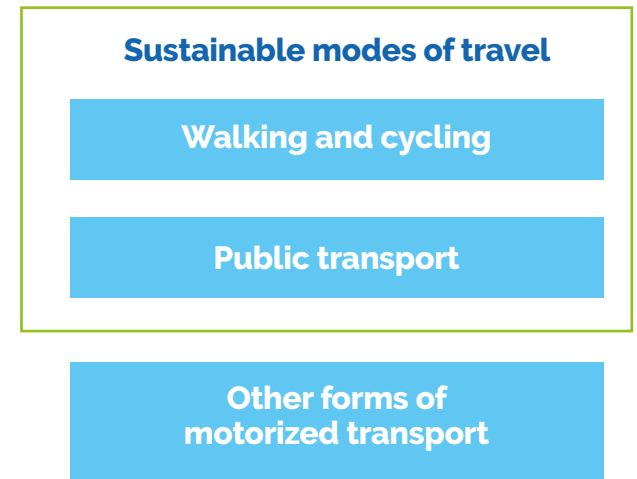 Sustainable modes of travel
Walking and cycling
Public transport
Other forms of
motorized transport